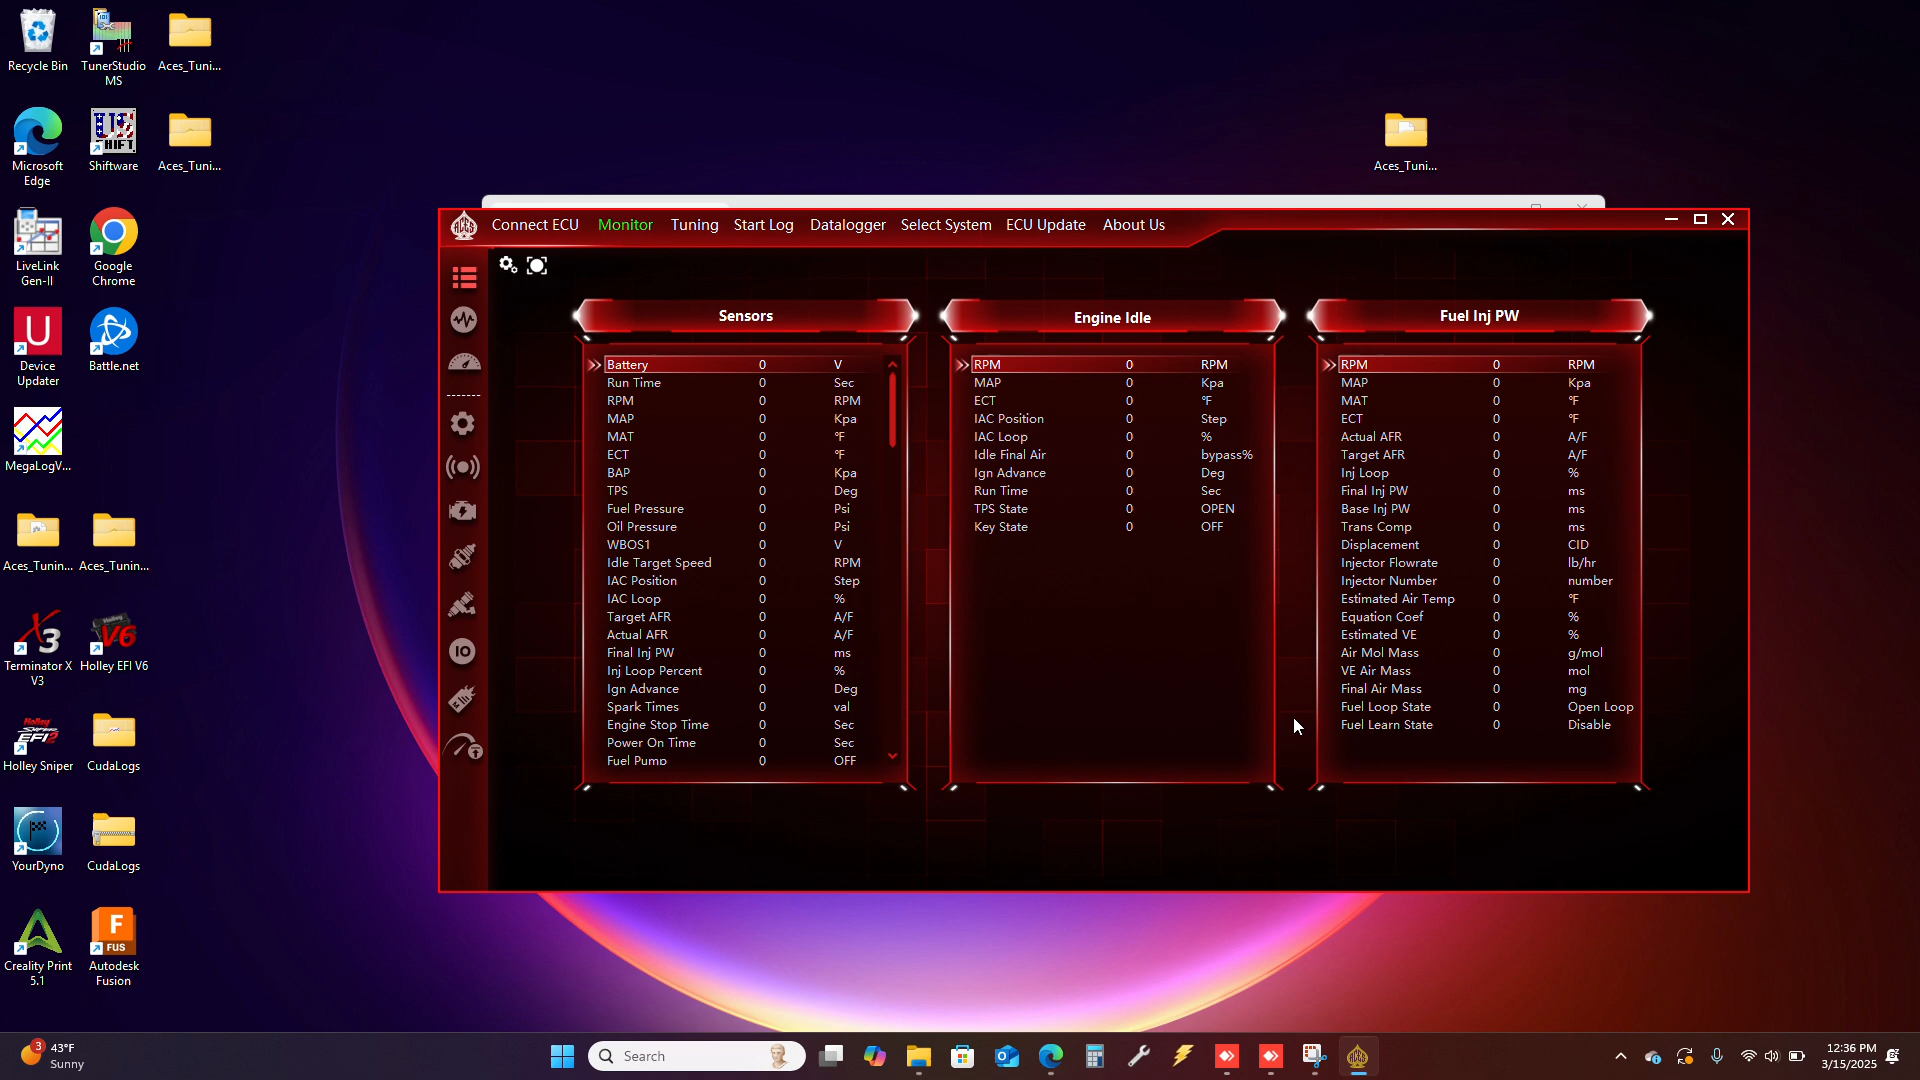 Recycle Bin
TunerStudio
MS
Aces_Tuni...
Microsoft
Edge
Shiftware
Aces_Tuni...
LiveLink
Gen-II
Google
Chrome
Device
Updater
Battle.net
MegaLogV...
Aces_Tunin...
Aces_Tunin...
Terminator X
V3
Holley EFI V6
Holley Sniper
CudaLogs
YourDyno
CudaLogs
Creality Print
5.1
Autodesk
Fusion
Aces_Tuni...
Connect ECU Monitor Tuning Start Log Datalogger Select System ECU Update About Us
Sensors
Battery 0 V
Run Time 0 Sec
RPM 0 RPM
MAP 0 Kpa
MAT 0 °F
ECT 0 °F
BAP 0 Kpa
TPS 0 Deg
Fuel Pressure 0 Psi
Oil Pressure 0 Psi
WBOS1 0 V
Idle Target Speed 0 RPM
IAC Position 0 Step
IAC Loop 0 %
Target AFR 0 A/F
Actual AFR 0 A/F
Final Inj PW 0 ms
Inj Loop Percent 0 %
Ign Advance 0 Deg
Spark Times 0 val
Engine Stop Time 0 Sec
Power On Time 0 Sec
Fuel Pump 0 OFF
Engine Idle
RPM 0 RPM
MAP 0 Kpa
ECT 0 °F
IAC Position 0 Step
IAC Loop 0 %
Idle Final Air 0 bypass%
Ign Advance 0 Deg
Run Time 0 Sec
TPS State 0 OPEN
Key State 0 OFF
Fuel Inj PW
RPM 0 RPM
MAP 0 Kpa
MAT 0 °F
ECT 0 °F
Actual AFR 0 A/F
Target AFR 0 A/F
Inj Loop 0 %
Final Inj PW 0 ms
Base Inj PW 0 ms
Trans Comp 0 ms
Displacement 0 CID
Injector Flowrate 0 lb/hr
Injector Number 0 number
Estimated Air Temp 0 °F
Equation Coef 0 %
Estimated VE 0 %
Air Mol Mass 0 g/mol
VE Air Mass 0 mol
Final Air Mass 0 mg
Fuel Loop State 0 Open Loop
Fuel Learn State 0 Disable
3
43°F
Sunny
Search
12:36 PM
3/15/2025